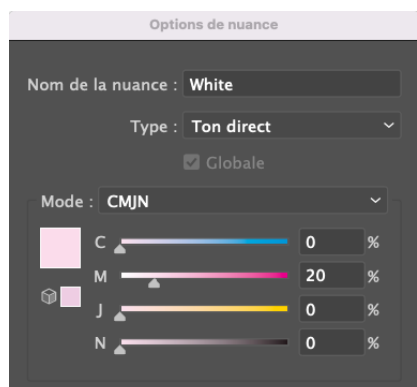 Options de nuance
Nom de la nuance : White
Type : Ton direct
Globale
Mode : CMJN
C 0 %
M 20 %
J 0 %
N 0 %